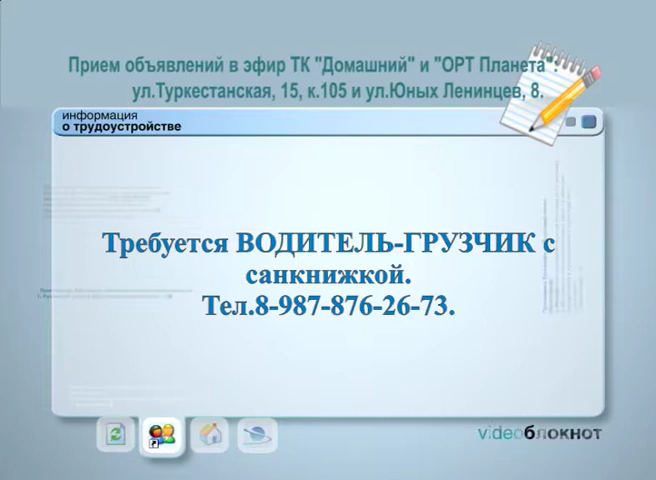 Прием объявлений в эфир ТК "Домашний" и "ОРТ Планета":
ул.Туркестанская, 15, к.105 и ул.Юных Ленинцев, 8.
информация
о трудоустройстве
Требуется ВОДИТЕЛЬ-ГРУЗЧИК с
санкнижкой.
Тел.8-987-876-26-73.
videoблокнот